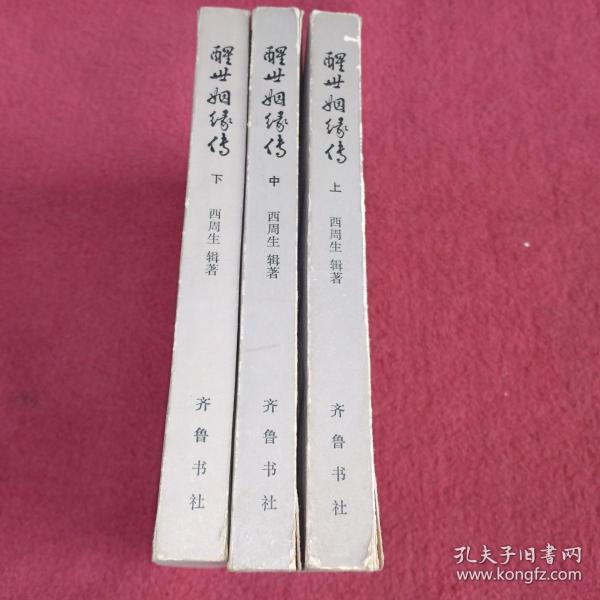 醒世姻缘传
下
西周生 辑著
齐鲁书社
醒世姻缘传
中
西周生 辑著
齐鲁书社
醒世姻缘传
上
西周生 辑著
齐鲁书社
孔夫子旧书网
www.kongfz.com